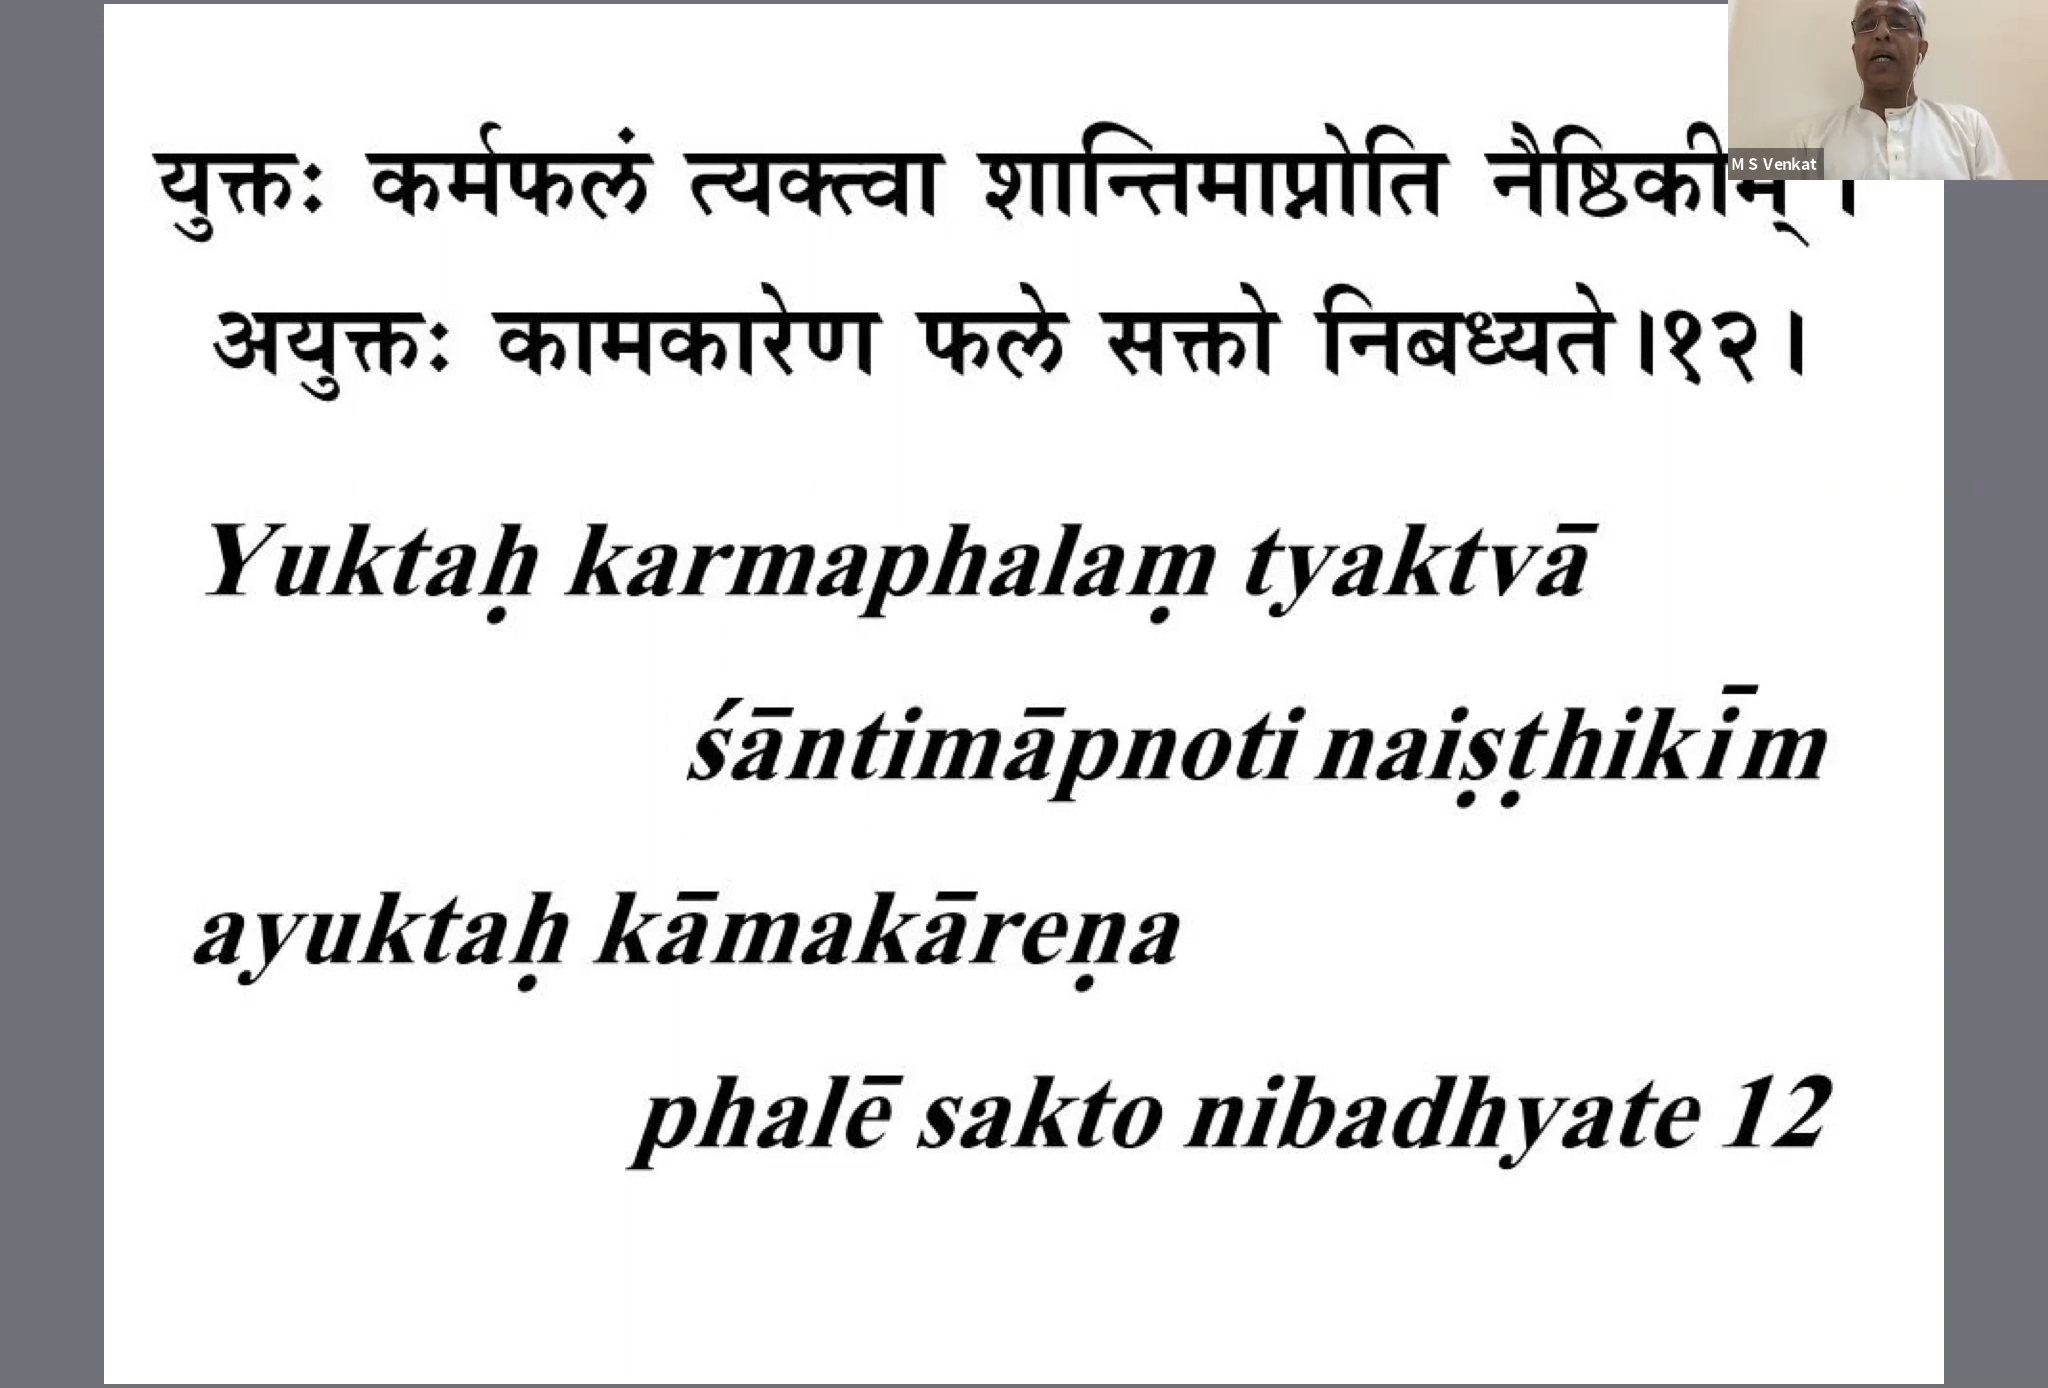 युक्तः कर्मफलं त्यक्त्वा शान्तिमाप्नोति नैष्ठिकीम् ।
अयुक्तः कामकारेण फले सक्तो निबध्यते।१२।
Yuktaḥ karmaphalaṃ tyaktvā
śāntimāpnoti naiṣṭhikīm
ayuktaḥ kāmakāreṇa
phalē sakto nibadhyate 12
M S Venkat